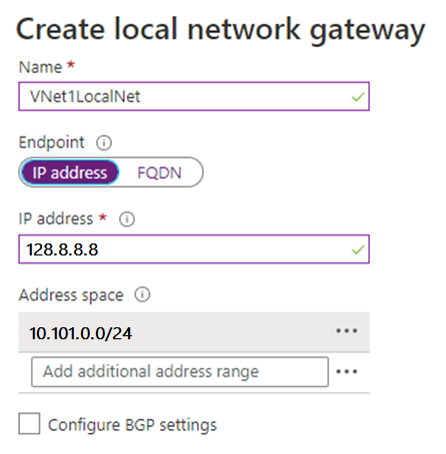 Create local network gateway
Name *
VNet1LocalNet
Endpoint
IP address FQDN
IP address *
128.8.8.8
Address space
10.101.0.0/24
Add additional address range
Configure BGP settings